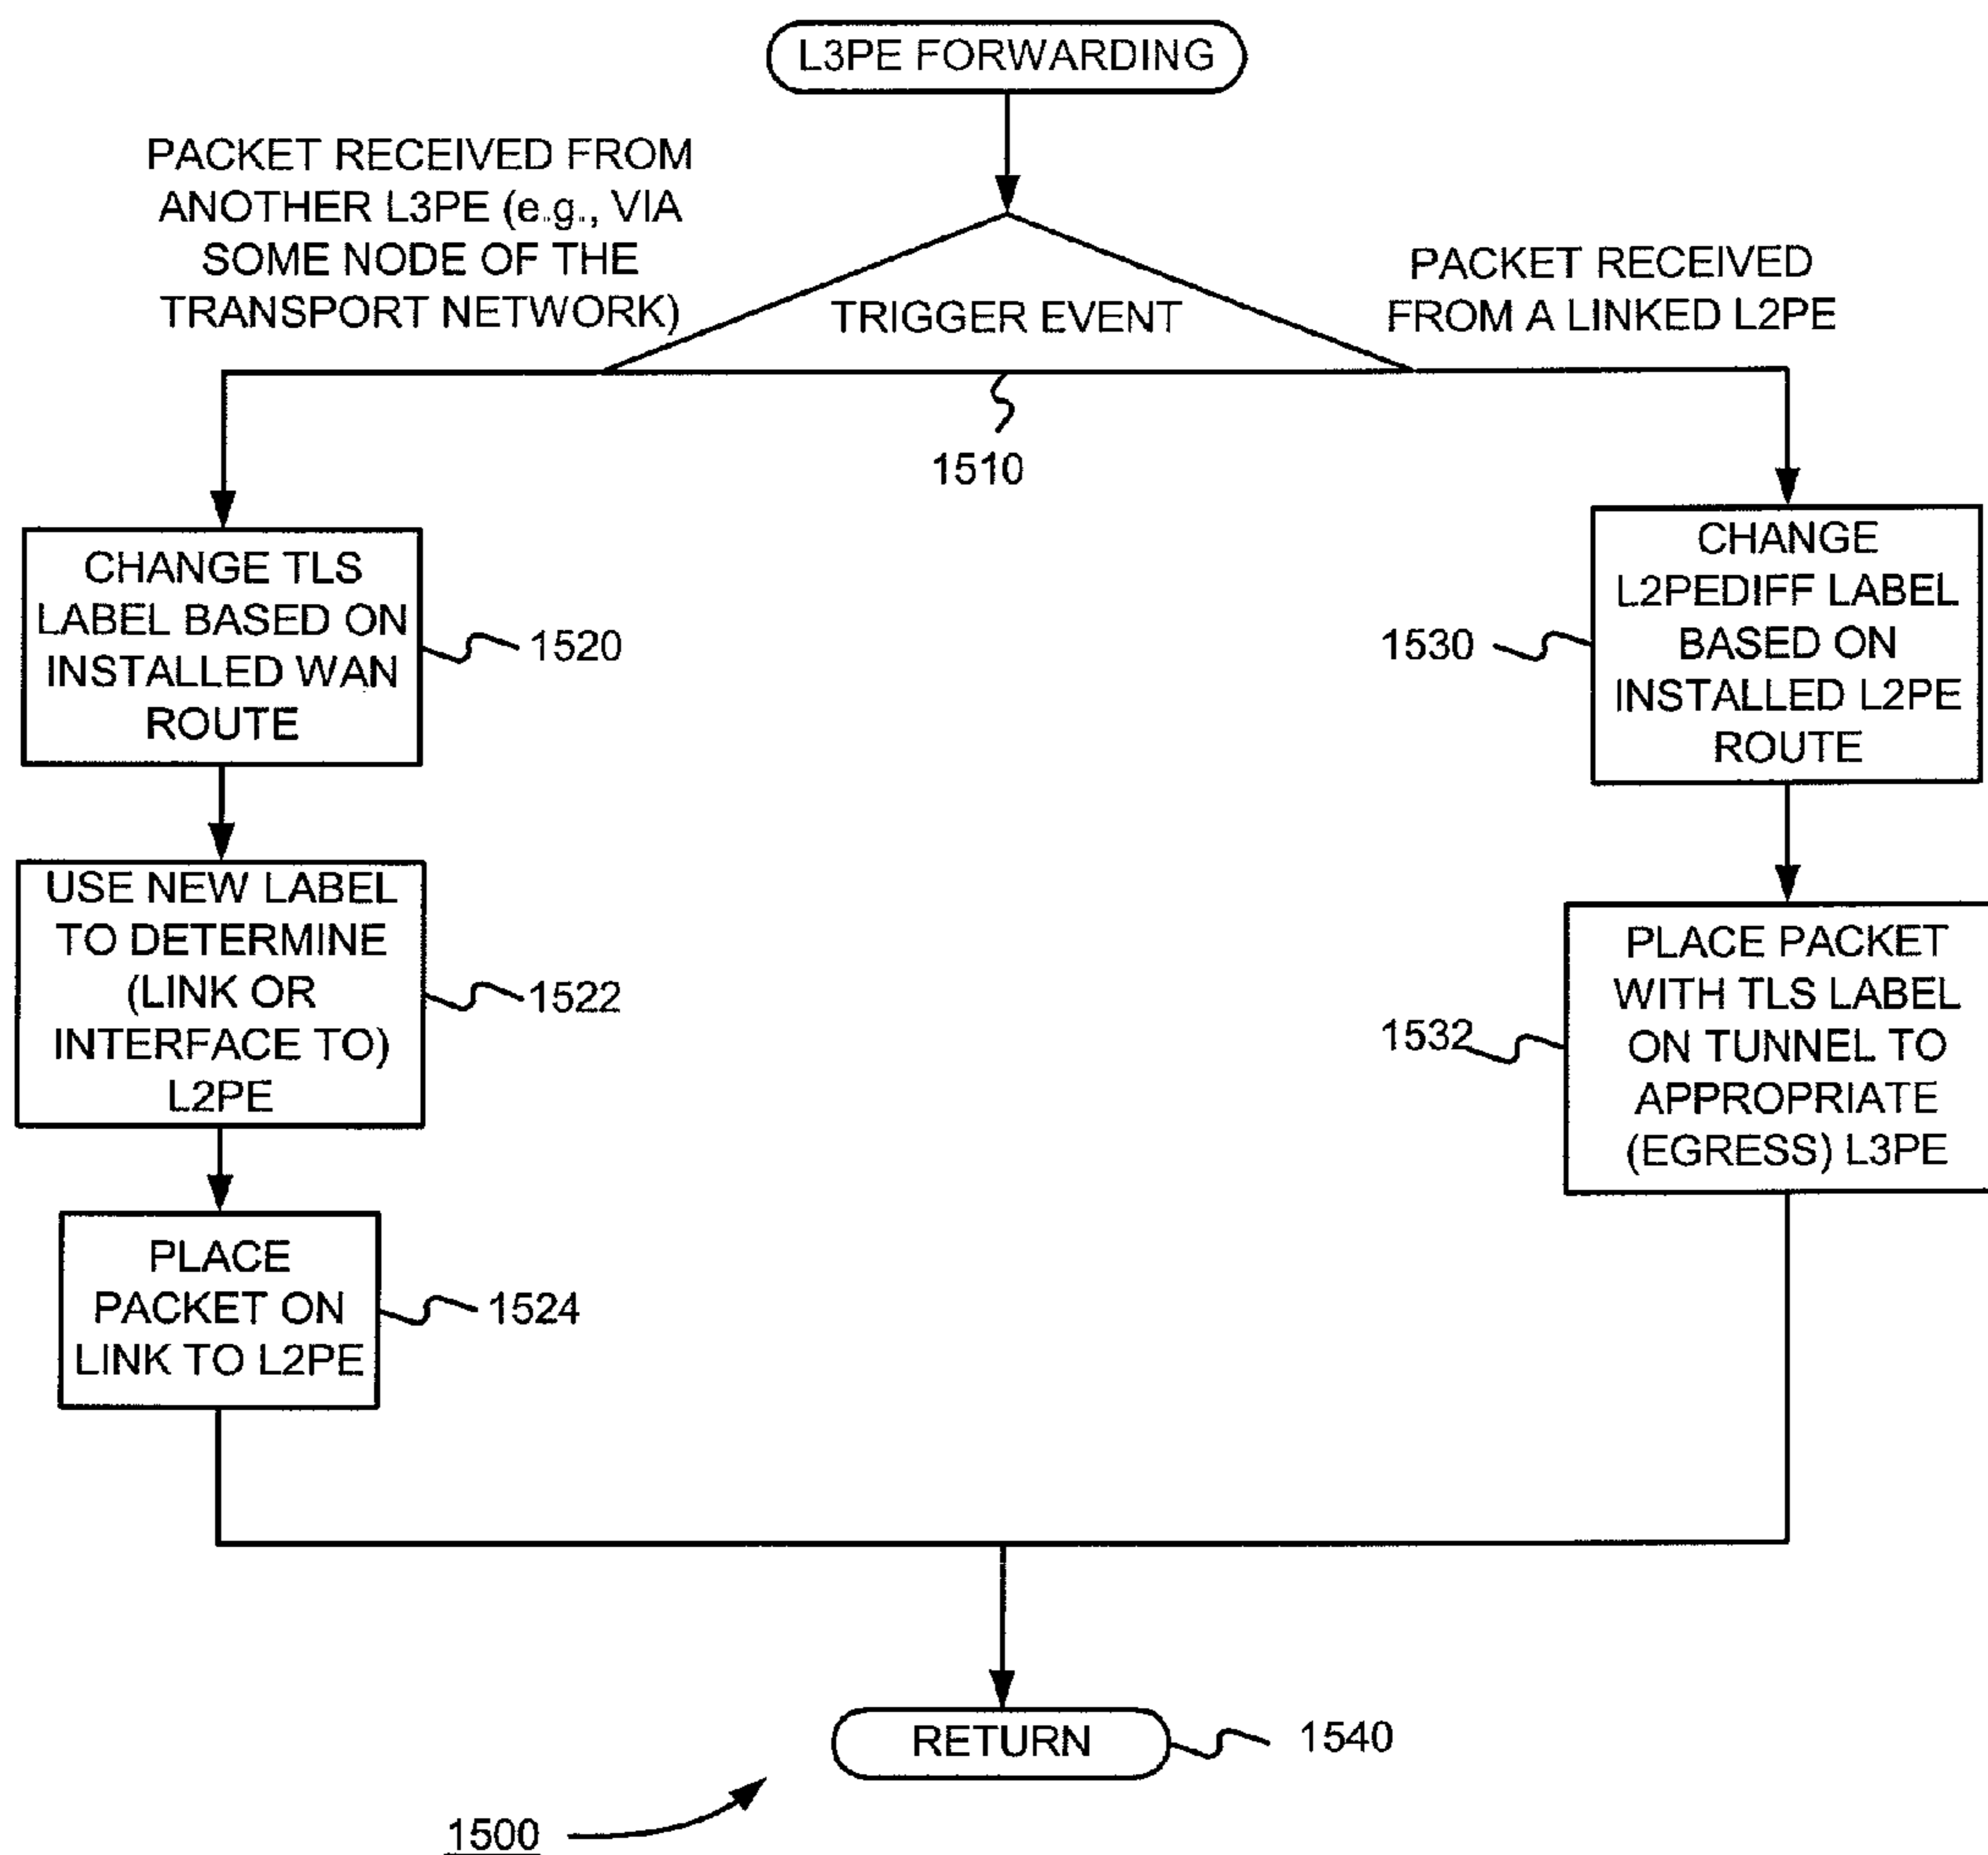 L3PE FORWARDING
PACKET RECEIVED FROM
ANOTHER L3PE (e.g., VIA
SOME NODE OF THE
TRANSPORT NETWORK)
TRIGGER EVENT
PACKET RECEIVED
FROM A LINKED L2PE
1510
CHANGE TLS
LABEL BASED ON
INSTALLED WAN
ROUTE
1520
USE NEW LABEL
TO DETERMINE
(LINK OR
INTERFACE TO)
L2PE
1522
PLACE
PACKET ON
LINK TO L2PE
1524
CHANGE
L2PEDIFF LABEL
BASED ON
INSTALLED L2PE
ROUTE
1530
PLACE PACKET
WITH TLS LABEL
ON TUNNEL TO
APPROPRIATE
(EGRESS) L3PE
1532
RETURN
1540
1500